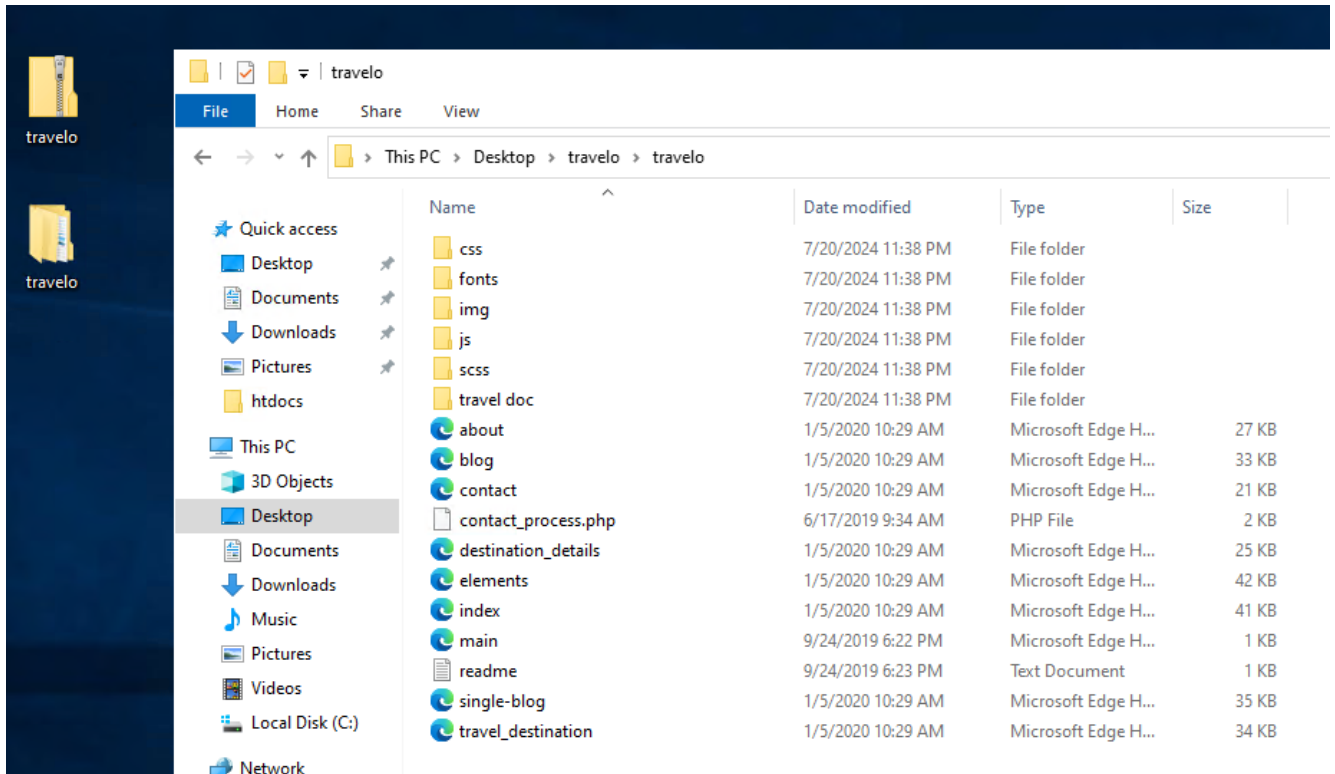 travelo
travelo
travelo
File Home Share View
This PC > Desktop > travelo > travelo
Name Date modified Type Size
Quick access
Desktop
Documents
Downloads
Pictures
htdocs
This PC
3D Objects
Desktop
Documents
Downloads
Music
Pictures
Videos
Local Disk (C:)
Network
css 7/20/2024 11:38 PM File folder
fonts 7/20/2024 11:38 PM File folder
img 7/20/2024 11:38 PM File folder
js 7/20/2024 11:38 PM File folder
scss 7/20/2024 11:38 PM File folder
travel doc 7/20/2024 11:38 PM File folder
about 1/5/2020 10:29 AM Microsoft Edge H... 27 KB
blog 1/5/2020 10:29 AM Microsoft Edge H... 33 KB
contact 1/5/2020 10:29 AM Microsoft Edge H... 21 KB
contact_process.php 6/17/2019 9:34 AM PHP File 2 KB
destination_details 1/5/2020 10:29 AM Microsoft Edge H... 25 KB
elements 1/5/2020 10:29 AM Microsoft Edge H... 42 KB
index 1/5/2020 10:29 AM Microsoft Edge H... 41 KB
main 9/24/2019 6:22 PM Microsoft Edge H... 1 KB
readme 9/24/2019 6:23 PM Text Document 1 KB
single-blog 1/5/2020 10:29 AM Microsoft Edge H... 35 KB
travel_destination 1/5/2020 10:29 AM Microsoft Edge H... 34 KB